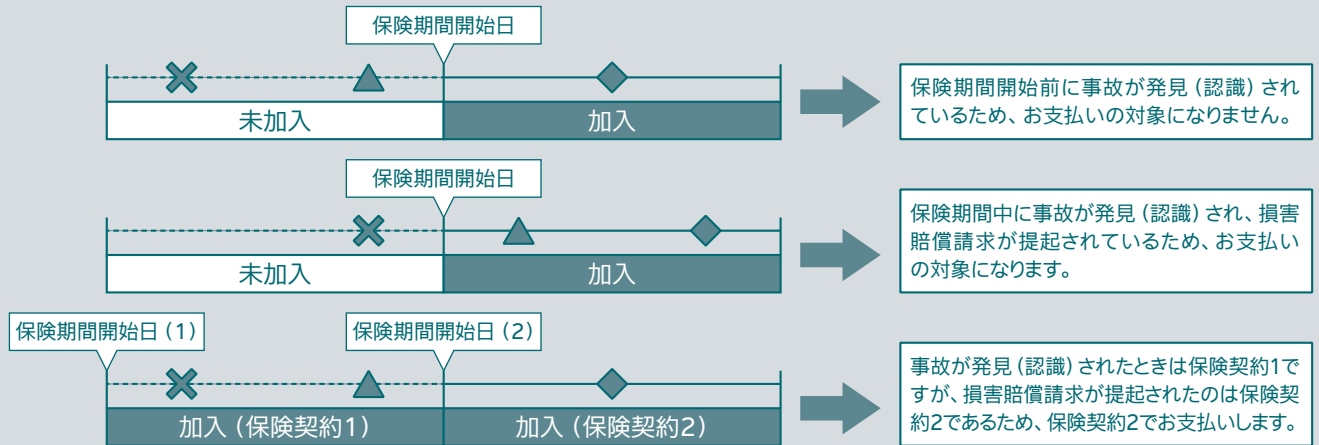 保険期間開始日
未加入
加入
保険期間開始前に事故が発見（認識）され
ているため、お支払いの対象になりません。
保険期間開始日
未加入
加入
保険期間中に事故が発見（認識）され、損害
賠償請求が提起されているため、お支払い
の対象になります。
保険期間開始日（1）
保険期間開始日（2）
加入（保険契約1）
加入（保険契約2）
事故が発見（認識）されたときは保険契約1で
すが、損害賠償請求が提起されたのは保険契
約2であるため、保険契約2でお支払いします。